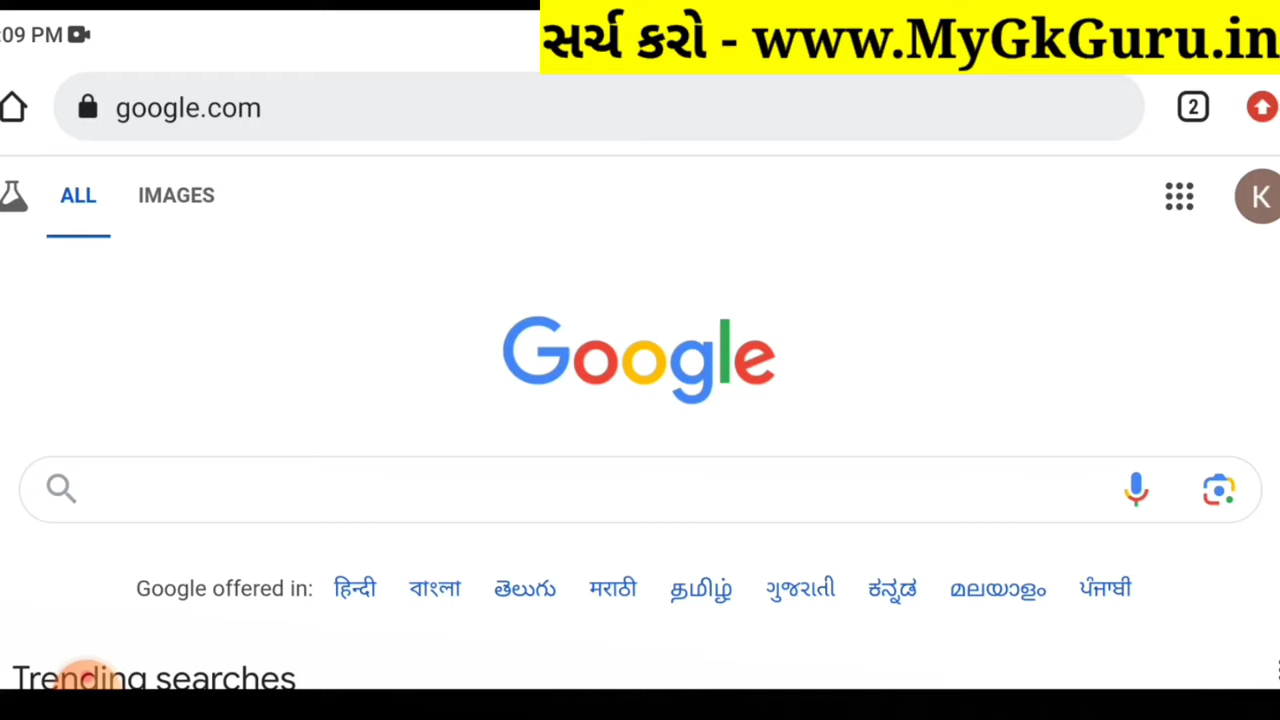 :09 PM
સર્ચ કરો - www.MyGkGuru.in
google.com
2
ALL IMAGES
K
Google
Google offered in: हिन्दी বাংলা తెలుగు मराठी தமிழ் ગુજરાતી ಕನ್ನಡ മലയാളം ਪੰਜਾਬੀ
Trending searches